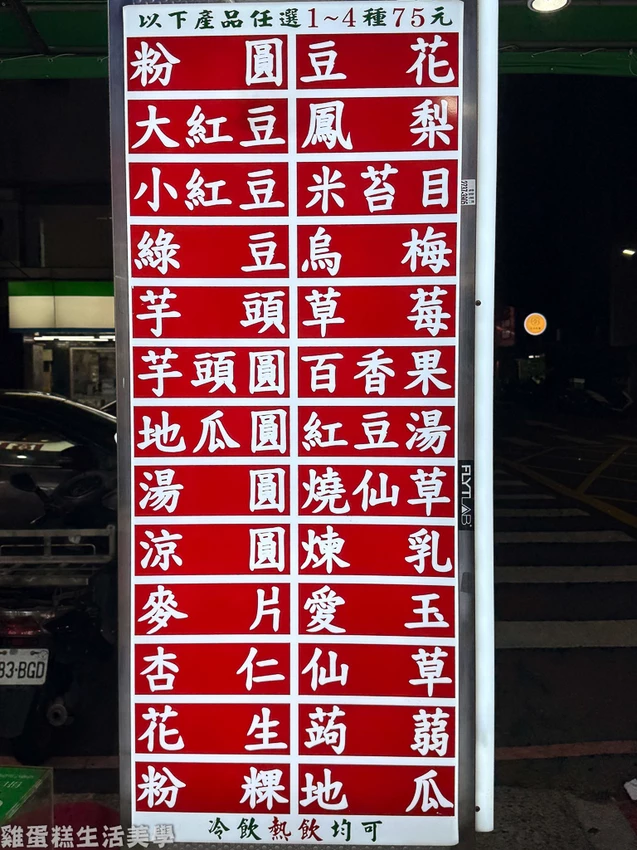 以下產品任選1~4種75元
粉圓 豆花
大紅豆 鳳梨
小紅豆 米苔目
綠豆 烏梅
芋頭 草莓
芋頭圓 百香果
地瓜圓 紅豆湯
湯圓 燒仙草
涼圓 煉乳
麥片 愛玉
杏仁 仙草
花生 蒟蒻
粉粿 地瓜
冷飲熱飲均可
FLYTLAB
83-BGD
雞蛋糕生活美學